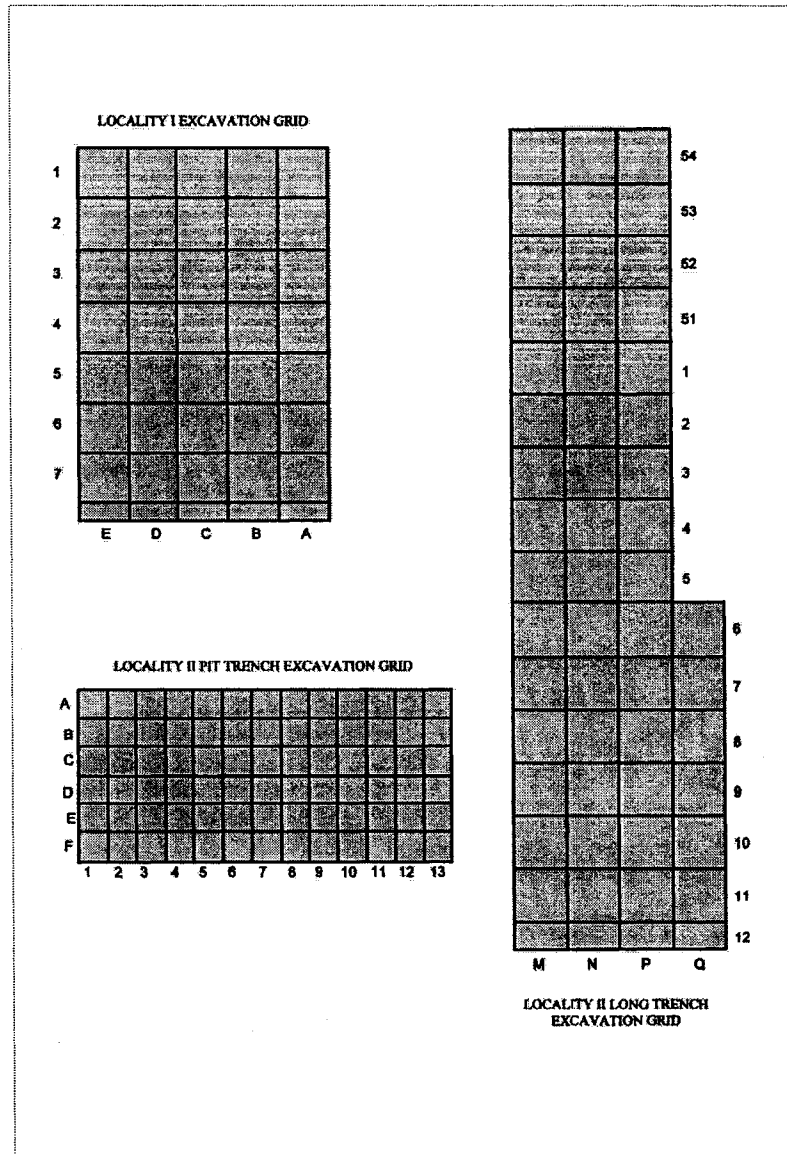 LOCALITY I EXCAVATION GRID
1
2
3
4
5
6
7
E D C B A
LOCALITY II PIT TRENCH EXCAVATION GRID
A
B
C
D
E
F
1 2 3 4 5 6 7 8 9 10 11 12 13
54
53
52
51
1
2
3
4
5
6
7
8
9
10
11
12
M N P Q
LOCALITY II LONG TRENCH
EXCAVATION GRID